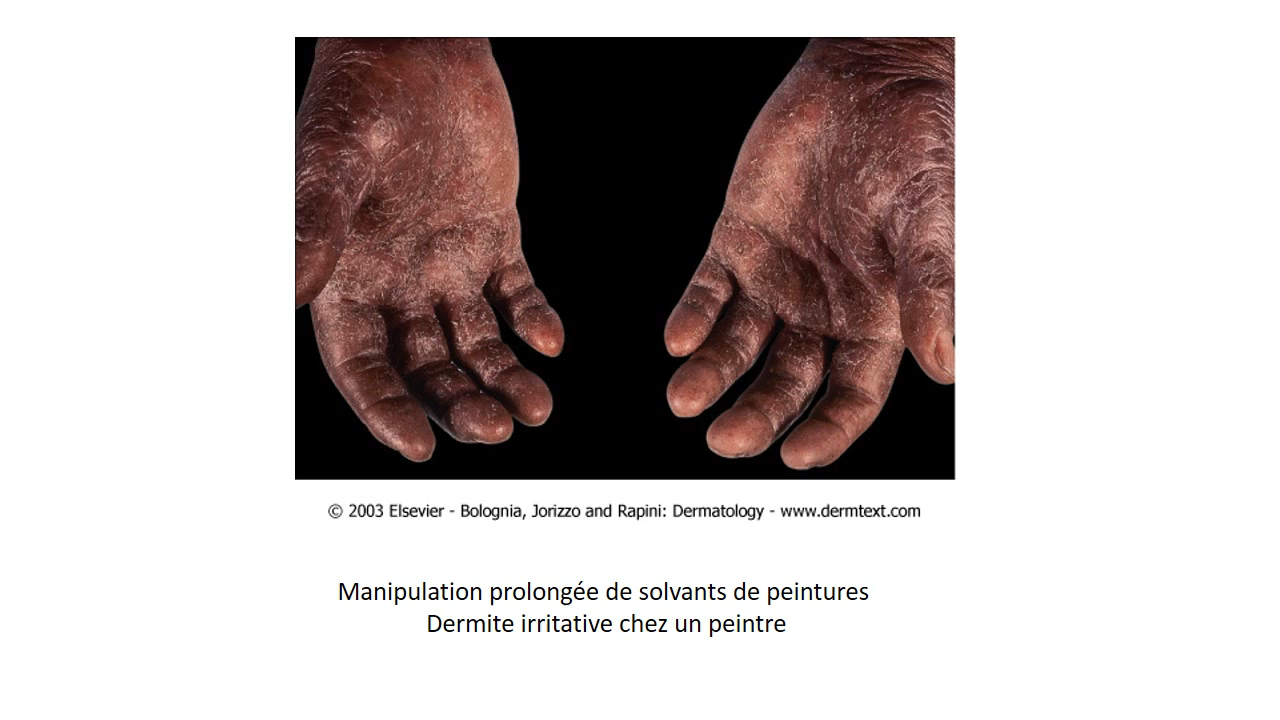 © 2003 Elsevier - Bolognia, Jorizzo and Rapini: Dermatology - www.dermtext.com
Manipulation prolongée de solvants de peintures
Dermite irritative chez un peintre